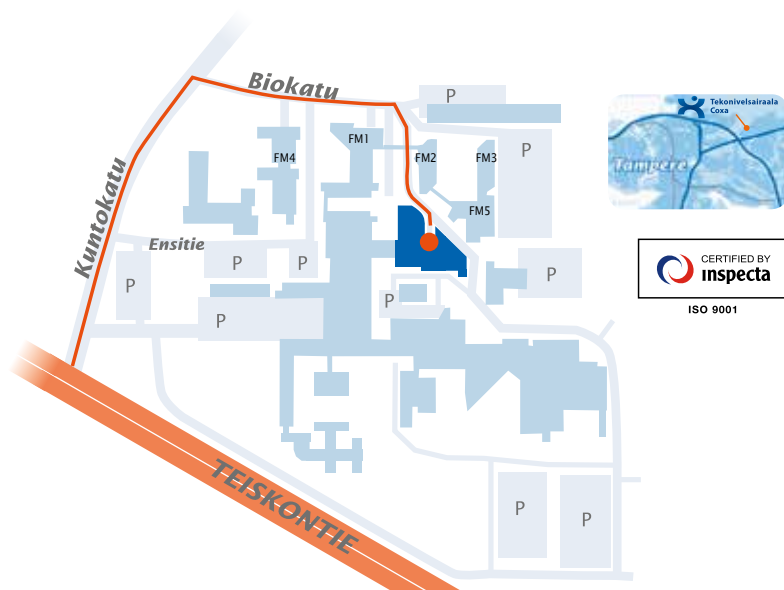 Biokatu
P
Tekonivelsairaala
Coxa
FM1
FM4
FM2
FM3
P
Tampere
Kuntokatu
FM5
Ensitie
P
P
P
P
P
P
CERTIFIED BY
inspecta
ISO 9001
TEISKONTIE
P
P